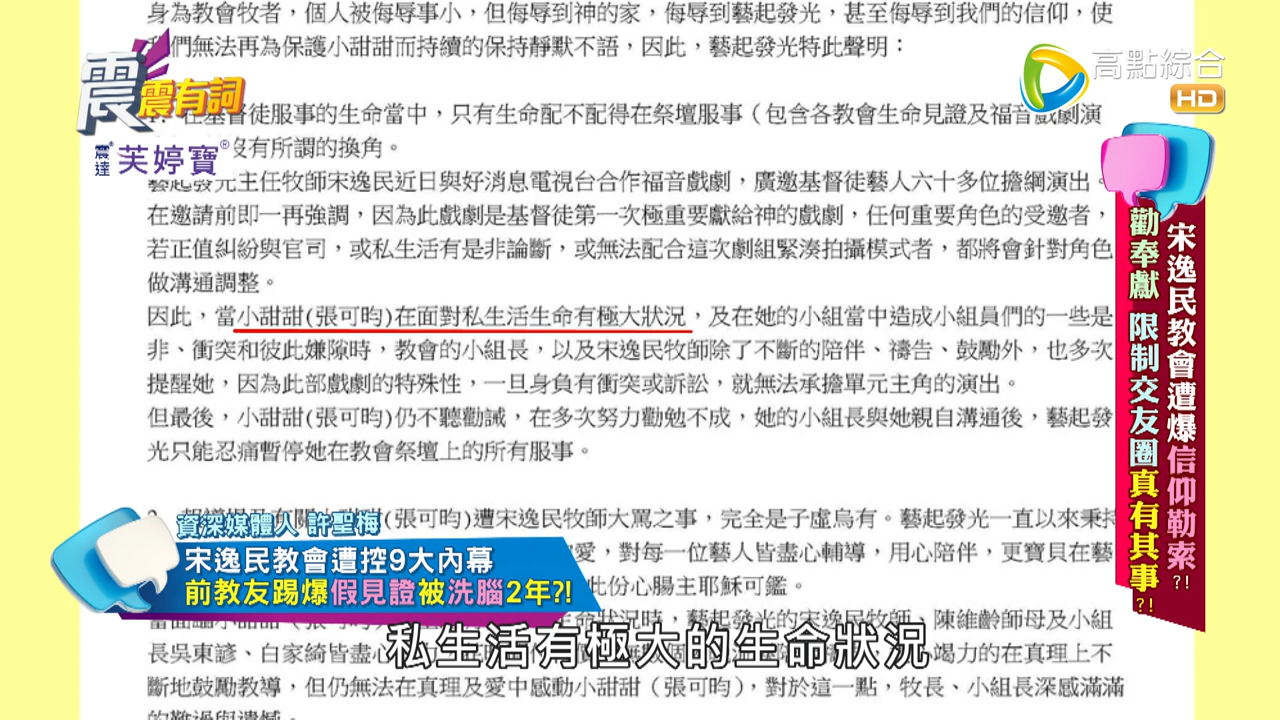 身為教會牧者，個人被侮辱事小，但侮辱到神的家，侮辱到藝起發光，甚至侮辱到我們的信仰，使
們無法再為保護小甜甜而持續的保持靜默不語，因此，藝起發光特此聲明：
震震有詞
高點綜合
HD
在基督徒服事的生命當中，只有生命配不配得在祭壇服事（包含各教會生命見證及福音戲劇演
沒有所謂的換角。
震達® 芙婷寶®
藝起發光主任牧師宋逸民近日與好消息電視台合作福音戲劇，廣邀基督徒藝人六十多位擔綱演出。
在邀請前即一再強調，因為此戲劇是基督徒第一次極重要獻給神的戲劇，任何重要角色的受邀者，
若正值糾紛與官司，或私生活有是非論斷，或無法配合這次劇組緊湊拍攝模式者，都將會針對角色
做溝通調整。
因此，當小甜甜(張可昀)在面對私生活生命有極大狀況，及在她的小組當中造成小組員們的一些是
非、衝突和彼此嫌隙時，教會的小組長，以及宋逸民牧師除了不斷的陪伴、禱告、鼓勵外，也多次
提醒她，因為此部戲劇的特殊性，一旦身負有衝突或訴訟，就無法承擔單元主角的演出。
但最後，小甜甜(張可昀)仍不聽勸誡，在多次努力勸勉不成，她的小組長與她親自溝通後，藝起發
光只能忍痛暫停她在教會祭壇上的所有服事。
宋逸民教會遭爆信仰勒索?!
勸奉獻 限制交友圈真有其事?!
(張可昀)遭宋逸民牧師大罵之事，完全是子虛烏有。藝起發光一直以來秉持
愛，對每一位藝人皆盡心輔導，用心陪伴，更寶貝在藝
此份心腸主耶穌可鑑。
資深媒體人 許聖梅
宋逸民教會遭控9大內幕
前教友踢爆假見證被洗腦2年?!
命狀況時，藝起發光的宋逸民牧師、陳維齡師母及小組
長吳東諺、白家綺皆盡心
心竭力的在真理上不
斷地鼓勵教導，但仍無法在真理及愛中感動小甜甜（張可昀），對於這一點，牧長、小組長深感滿滿
的難過與遺憾。
私生活有極大的生命狀況